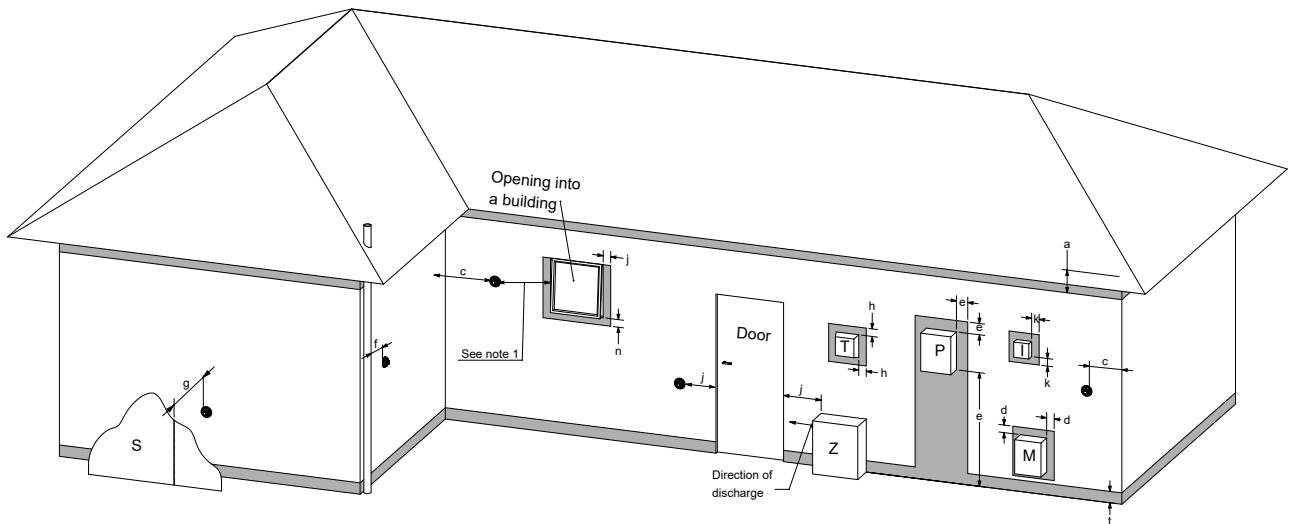 Opening into
a building
a
c
j
e
h
k
e
n
T
P
I
Door
f
See note 1
h
k
c
j
j
e
g
d
d
S
Z
M
Direction of
discharge
t